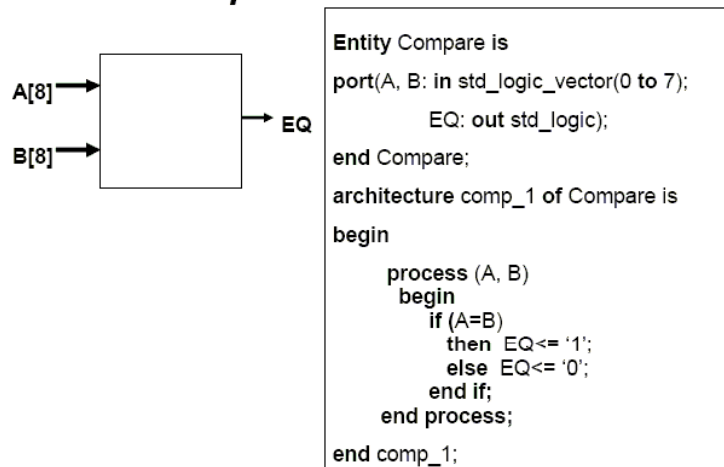 A[8]
B[8]
EQ
Entity Compare is
port(A, B: in std_logic_vector(0 to 7);
EQ: out std_logic);
end Compare;
architecture comp_1 of Compare is
begin
process (A, B)
begin
if (A=B)
then EQ<= ‘1’;
else EQ<= ‘0’;
end if;
end process;
end comp_1;